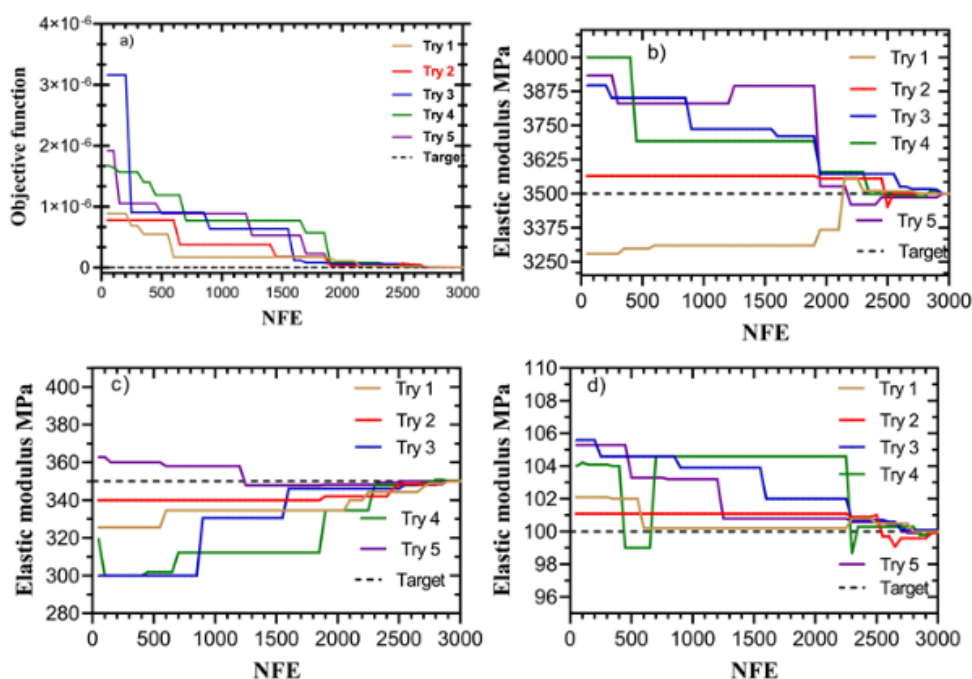 a)
Objective function
4×10⁻⁶
3×10⁻⁶
2×10⁻⁶
1×10⁻⁶
0
0 500 1000 1500 2000 2500 3000
NFE
Try 1
Try 2
Try 3
Try 4
Try 5
Targe
b)
Elastic modulus MPa
4000
3875
3750
3625
3500
3375
3250
0 500 1000 1500 2000 2500 3000
NFE
Try 1
Try 2
Try 3
Try 4
Try 5
Target
c)
Elastic modulus MPa
400
380
360
340
320
300
280
0 500 1000 1500 2000 2500 3000
NFE
Try 1
Try 2
Try 3
Try 4
Try 5
Target
d)
Elastic modulus MPa
108
106
104
102
100
98
96
0 500 1000 1500 2000 2500 3000
NFE
Try 1
Try 2
Try 3
Try 4
Try 5
Target